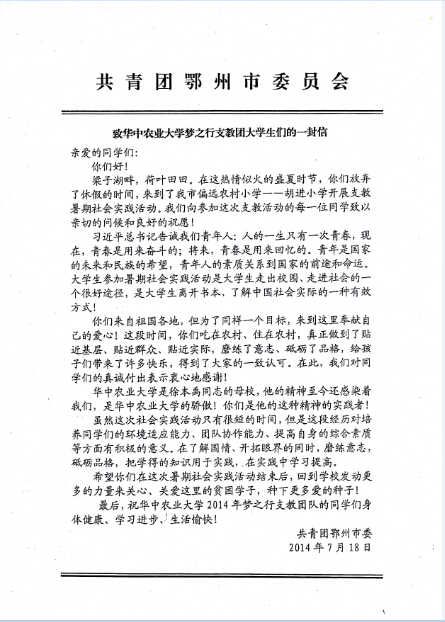 共青团鄂州市委员会
致华中农业大学梦之行支教团大学生们的一封信
亲爱的同学们：
你们好！
梁子湖畔，荷叶田田。在这热情似火的盛夏时节，你们放弃
了休假的时间，来到了我市偏远农村小学——胡进小学开展支教
暑期社会实践活动。我们向参加这次支教活动的每一位同学致以
亲切的问候和良好的祝愿！
习近平总书记告诫我们青年人：人的一生只有一次青春。现
在，青春是用来奋斗的；将来，青春是用来回忆的。青年是国家
的未来和民族的希望，青年人的素质关系到国家的前途和命运。
大学生参加暑期社会实践活动是大学生走出校园、走进社会的一
个很好途径，是大学生离开书本、了解中国社会实际的一种有效
方式！
你们来自祖国各地，但为了同样一个目标，来到这里奉献自
己的爱心！这段时间，你们吃在农村、住在农村，真正做到了贴
近基层、贴近群众、贴近实际，磨练了意志、砥砺了品格，给孩
子们带来了许多快乐，得到了大家的一致认可。在此，我们对同
学们的真诚付出表示衷心地感谢！
华中农业大学是徐本禹同志的母校，他的精神至今还感染着
我们，是华中农业大学的骄傲！你们是他的这种精神的实践者！
虽然这次社会实践活动只有很短的时间，但是这段经历对培
养同学们的环境适应能力、团队协作能力、提高自身的综合素质
等方面有积极的意义。在了解国情、开拓眼界的同时，磨练意志，
砥砺品格，把学得的知识用于实践，在实践中学习提高。
希望你们在这次暑期社会实践活动结束后，回到学校发动更
多的力量来关心、关爱这里的贫困学子，种下更多爱的种子！
最后，祝华中农业大学 2014 年梦之行支教团队的同学们身
体健康、学习进步、生活愉快！
共青团鄂州市委
2014 年 7 月 18 日